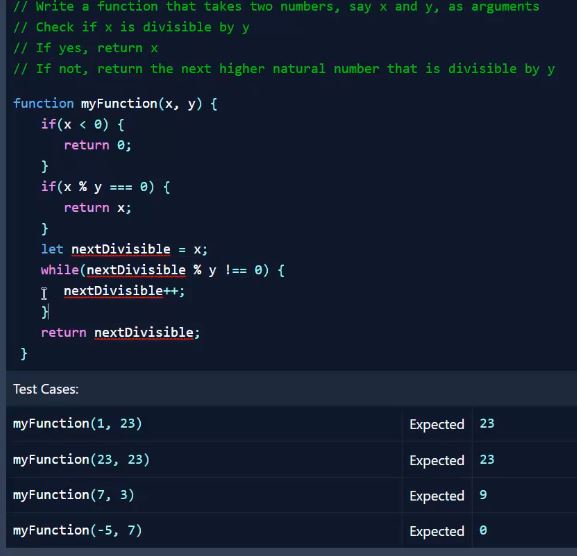 // Write a function that takes two numbers, say x and y, as arguments
// Check if x is divisible by y
// If yes, return x
// If not, return the next higher natural number that is divisible by y
function myFunction(x, y) {
if(x < 0) {
return 0;
}
if(x % y === 0) {
return x;
}
let nextDivisible = x;
while(nextDivisible % y !== 0) {
nextDivisible++;
}
return nextDivisible;
}
Test Cases:
myFunction(1, 23) Expected 23
myFunction(23, 23) Expected 23
myFunction(7, 3) Expected 9
myFunction(-5, 7) Expected 0